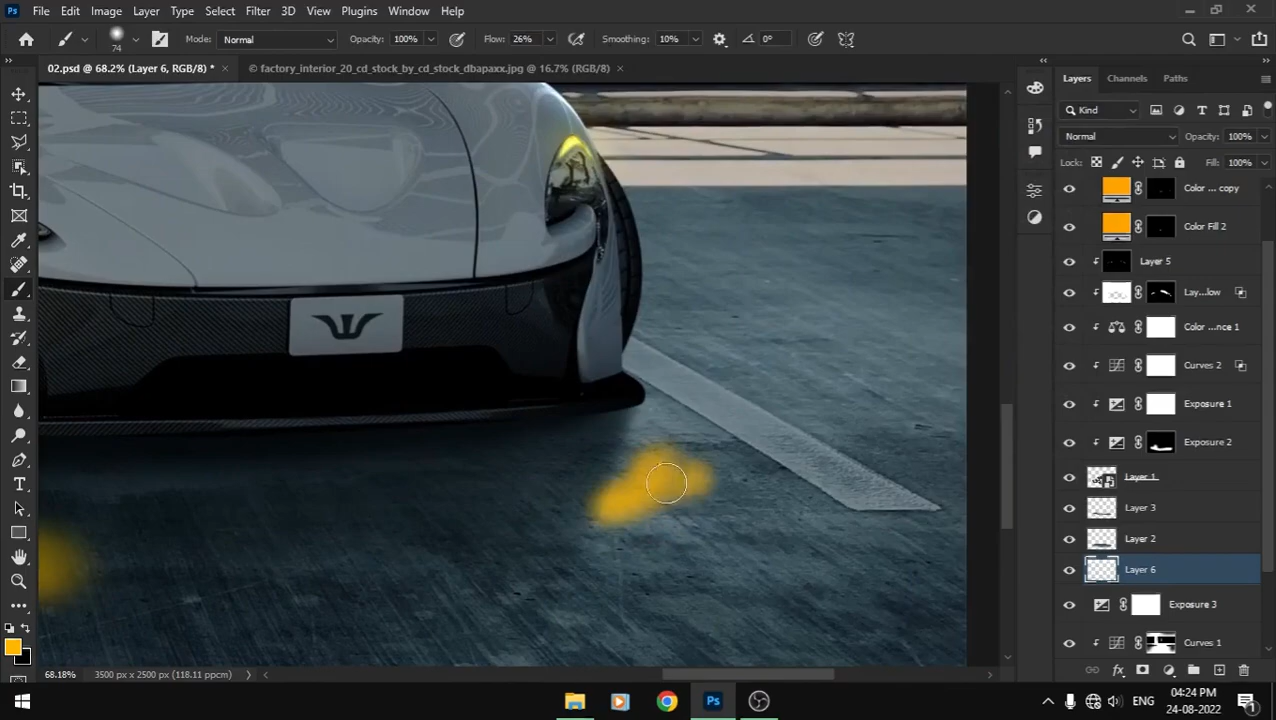 Ps File Edit Image Layer Type Select Filter 3D View Plugins Window Help
74 Mode: Normal Opacity: 100% Flow: 26% Smoothing: 10% 0°
02.psd @ 68.2% (Layer 6, RGB/8) * × © factory_interior_20_cd_stock_by_cd_stock_dbapaxx.jpg @ 16.7% (RGB/8) ×
Layers Channels Paths
Kind
Normal Opacity: 100%
Lock: Fill: 100%
Color ... copy
Color Fill 2
Layer 5
Lay...low
Color ...nce 1
Curves 2
Exposure 1
Exposure 2
Layer 1
Layer 3
Layer 2
Layer 6
Exposure 3
Curves 1
68.18% 3500 px x 2500 px (118.11 ppcm)
Ps ENG 04:24 PM
24-08-2022 1